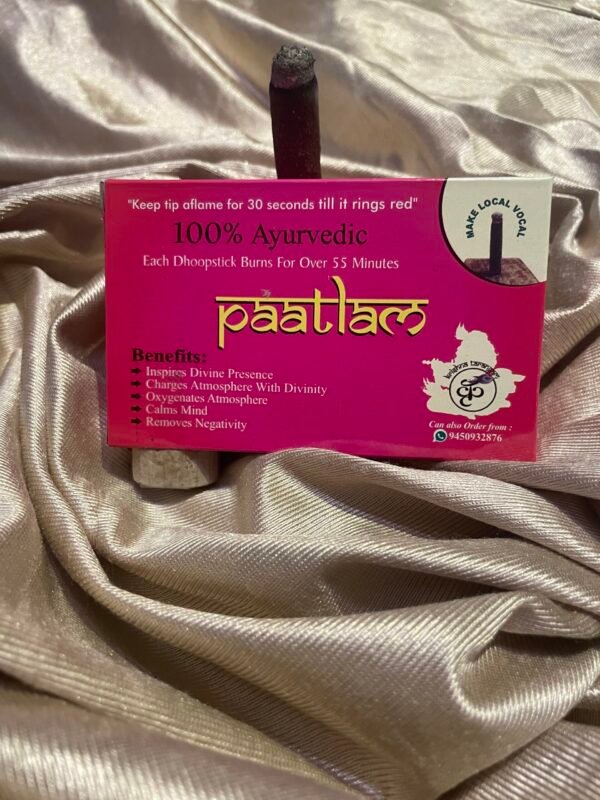 "Keep tip aflame for 30 seconds till it rings red"
MAKE LOCAL VOCAL
100% Ayurvedic
Each Dhoopstick Burns For Over 55 Minutes
paatlam
Benefits:
Inspires Divine Presence
Charges Atmosphere With Divinity
Oxygenates Atmosphere
Calms Mind
Removes Negativity
Can also Order from :
9450932876